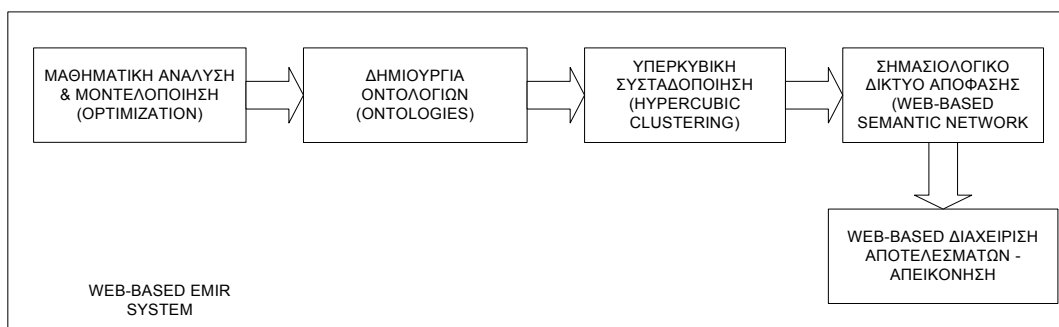 ΜΑΘΗΜΑΤΙΚΗ ΑΝΑΛΥΣΗ
& ΜΟΝΤΕΛΟΠΟΙΗΣΗ
(OPTIMIZATION)
ΔΗΜΙΟΥΡΓΙΑ
ΟΝΤΟΛΟΓΙΩΝ
(ONTOLOGIES)
ΥΠΕΡΚΥΒΙΚΗ
ΣΥΣΤΑΔΟΠΟΙΗΣΗ
(HYPERCUBIC
CLUSTERING)
ΣΗΜΑΣΙΟΛΟΓΙΚΟ
ΔΙΚΤΥΟ ΑΠΟΦΑΣΗΣ
(WEB-BASED
SEMANTIC NETWORK
WEB-BASED ΔΙΑΧΕΙΡΙΣΗ
ΑΠΟΤΕΛΕΣΜΑΤΩΝ -
ΑΠΕΙΚΟΝΗΣΗ
WEB-BASED EMIR
SYSTEM